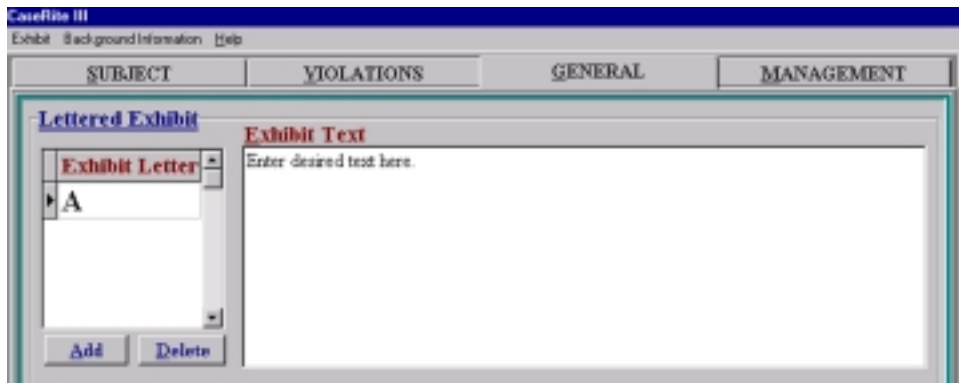 CaseRite III
Exhibit Background Information Help
SUBJECT VIOLATIONS GENERAL MANAGEMENT
Lettered Exhibit
Exhibit Text
Exhibit Letter
Enter desired text here.
A
Add Delete